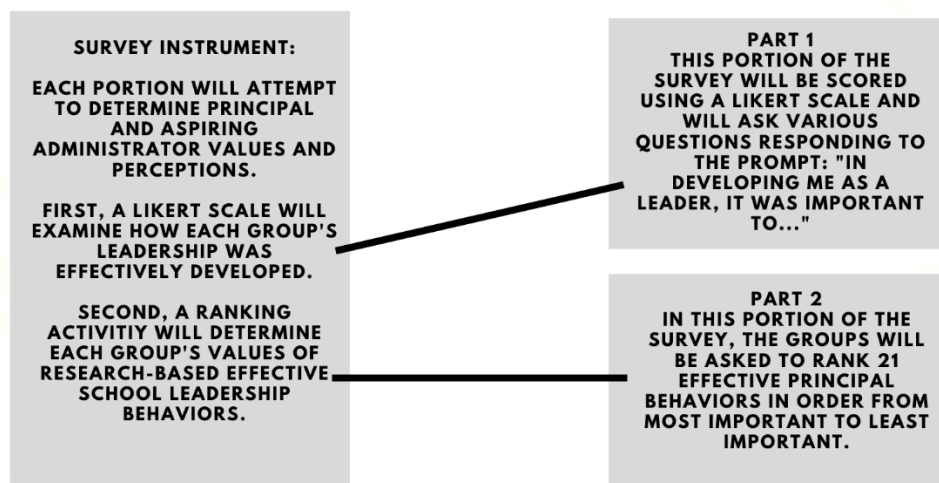 SURVEY INSTRUMENT:
EACH PORTION WILL ATTEMPT
TO DETERMINE PRINCIPAL
AND ASPIRING
ADMINISTRATOR VALUES AND
PERCEPTIONS.
FIRST, A LIKERT SCALE WILL
EXAMINE HOW EACH GROUP'S
LEADERSHIP WAS
EFFECTIVELY DEVELOPED.
SECOND, A RANKING
ACTIVITIY WILL DETERMINE
EACH GROUP'S VALUES OF
RESEARCH-BASED EFFECTIVE
SCHOOL LEADERSHIP
BEHAVIORS.
PART 1
THIS PORTION OF THE
SURVEY WILL BE SCORED
USING A LIKERT SCALE AND
WILL ASK VARIOUS
QUESTIONS RESPONDING TO
THE PROMPT: "IN
DEVELOPING ME AS A
LEADER, IT WAS IMPORTANT
TO..."
PART 2
IN THIS PORTION OF THE
SURVEY, THE GROUPS WILL
BE ASKED TO RANK 21
EFFECTIVE PRINCIPAL
BEHAVIORS IN ORDER FROM
MOST IMPORTANT TO LEAST
IMPORTANT.